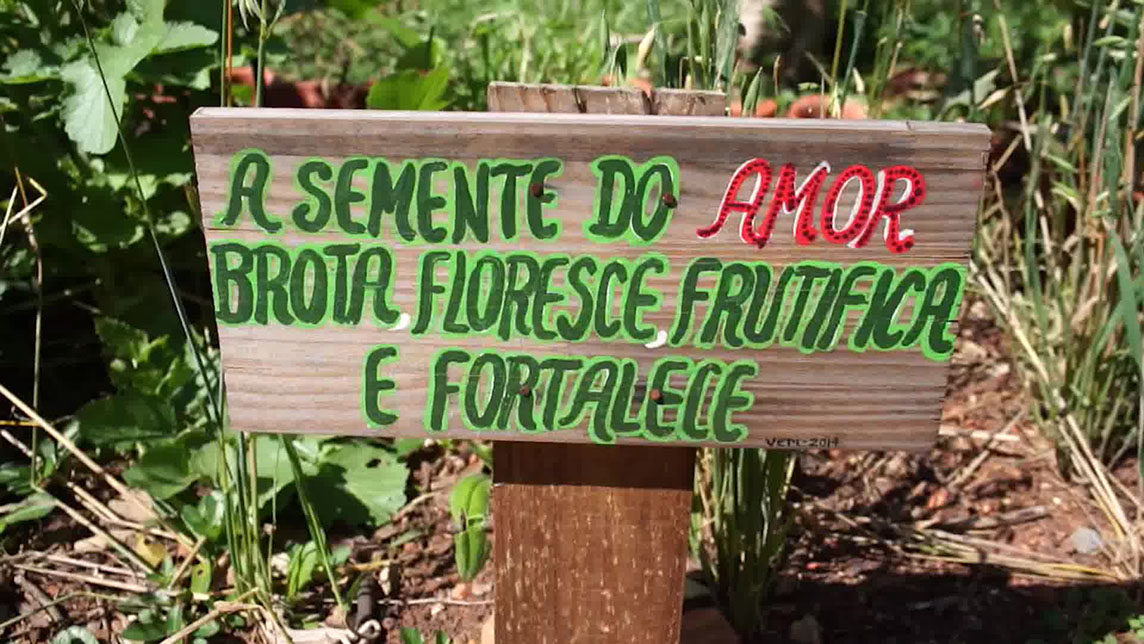 A SEMENTE DO AMOR
BROTA, FLORESCE, FRUTIFICA
E FORTALECE